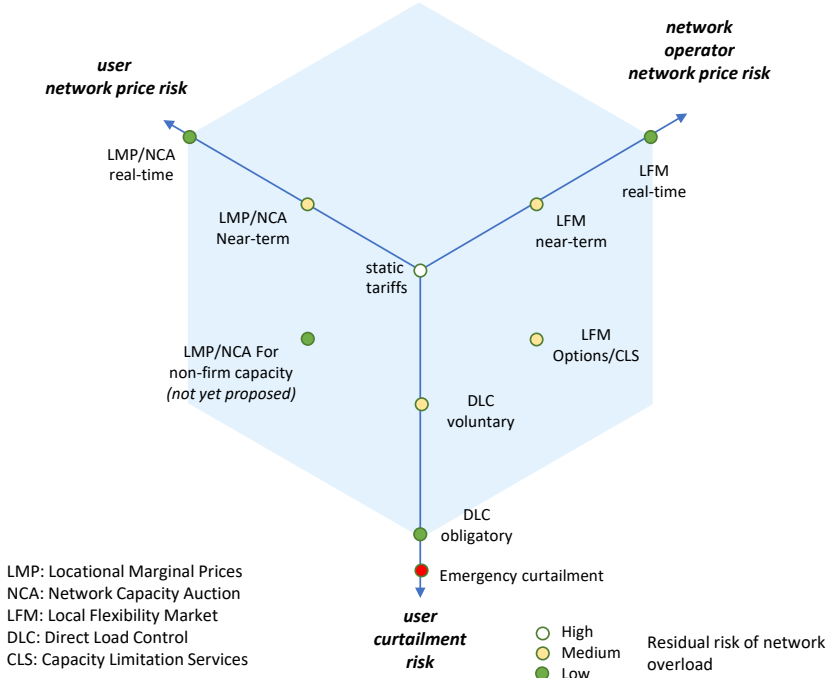 network
operator
network price risk
user
network price risk
LMP/NCA
real-time
LFM
real-time
LMP/NCA
Near-term
LFM
near-term
static
tariffs
LMP/NCA For
non-firm capacity
(not yet proposed)
LFM
Options/CLS
DLC
voluntary
DLC
obligatory
Emergency curtailment
user
curtailment
risk
LMP: Locational Marginal Prices
NCA: Network Capacity Auction
LFM: Local Flexibility Market
DLC: Direct Load Control
CLS: Capacity Limitation Services
High
Medium
Low
Residual risk of network
overload